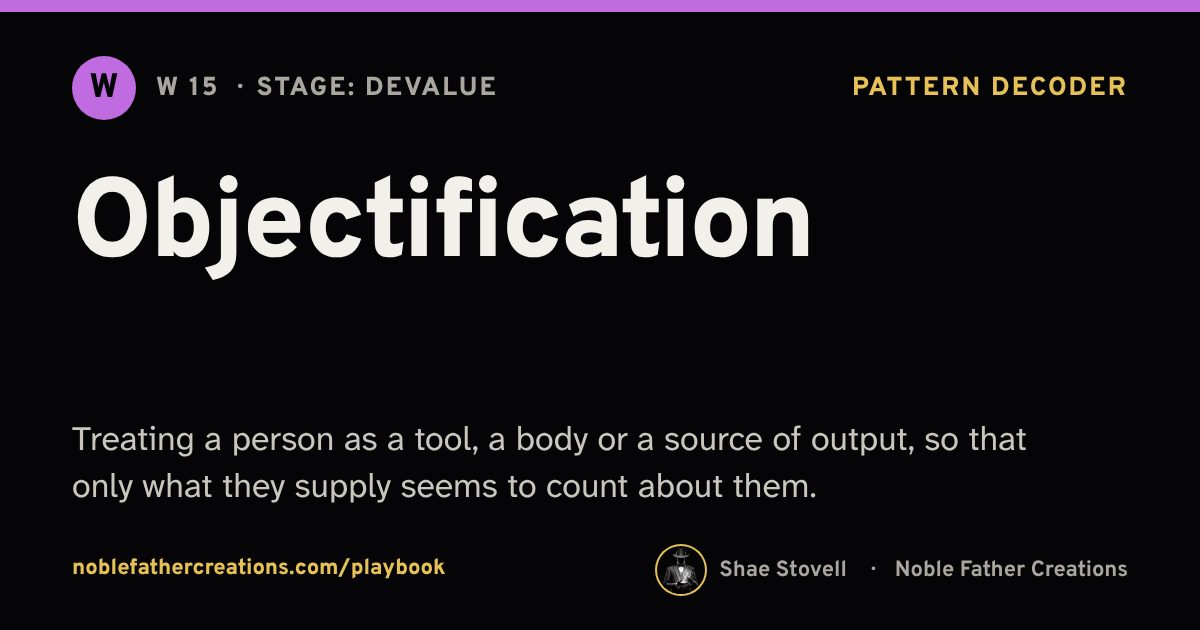 W
W 15 · STAGE: DEVALUE
PATTERN DECODER
Objectification
Treating a person as a tool, a body or a source of output, so that
only what they supply seems to count about them.
noblefathercreations.com/playbook
Shae Stovell · Noble Father Creations